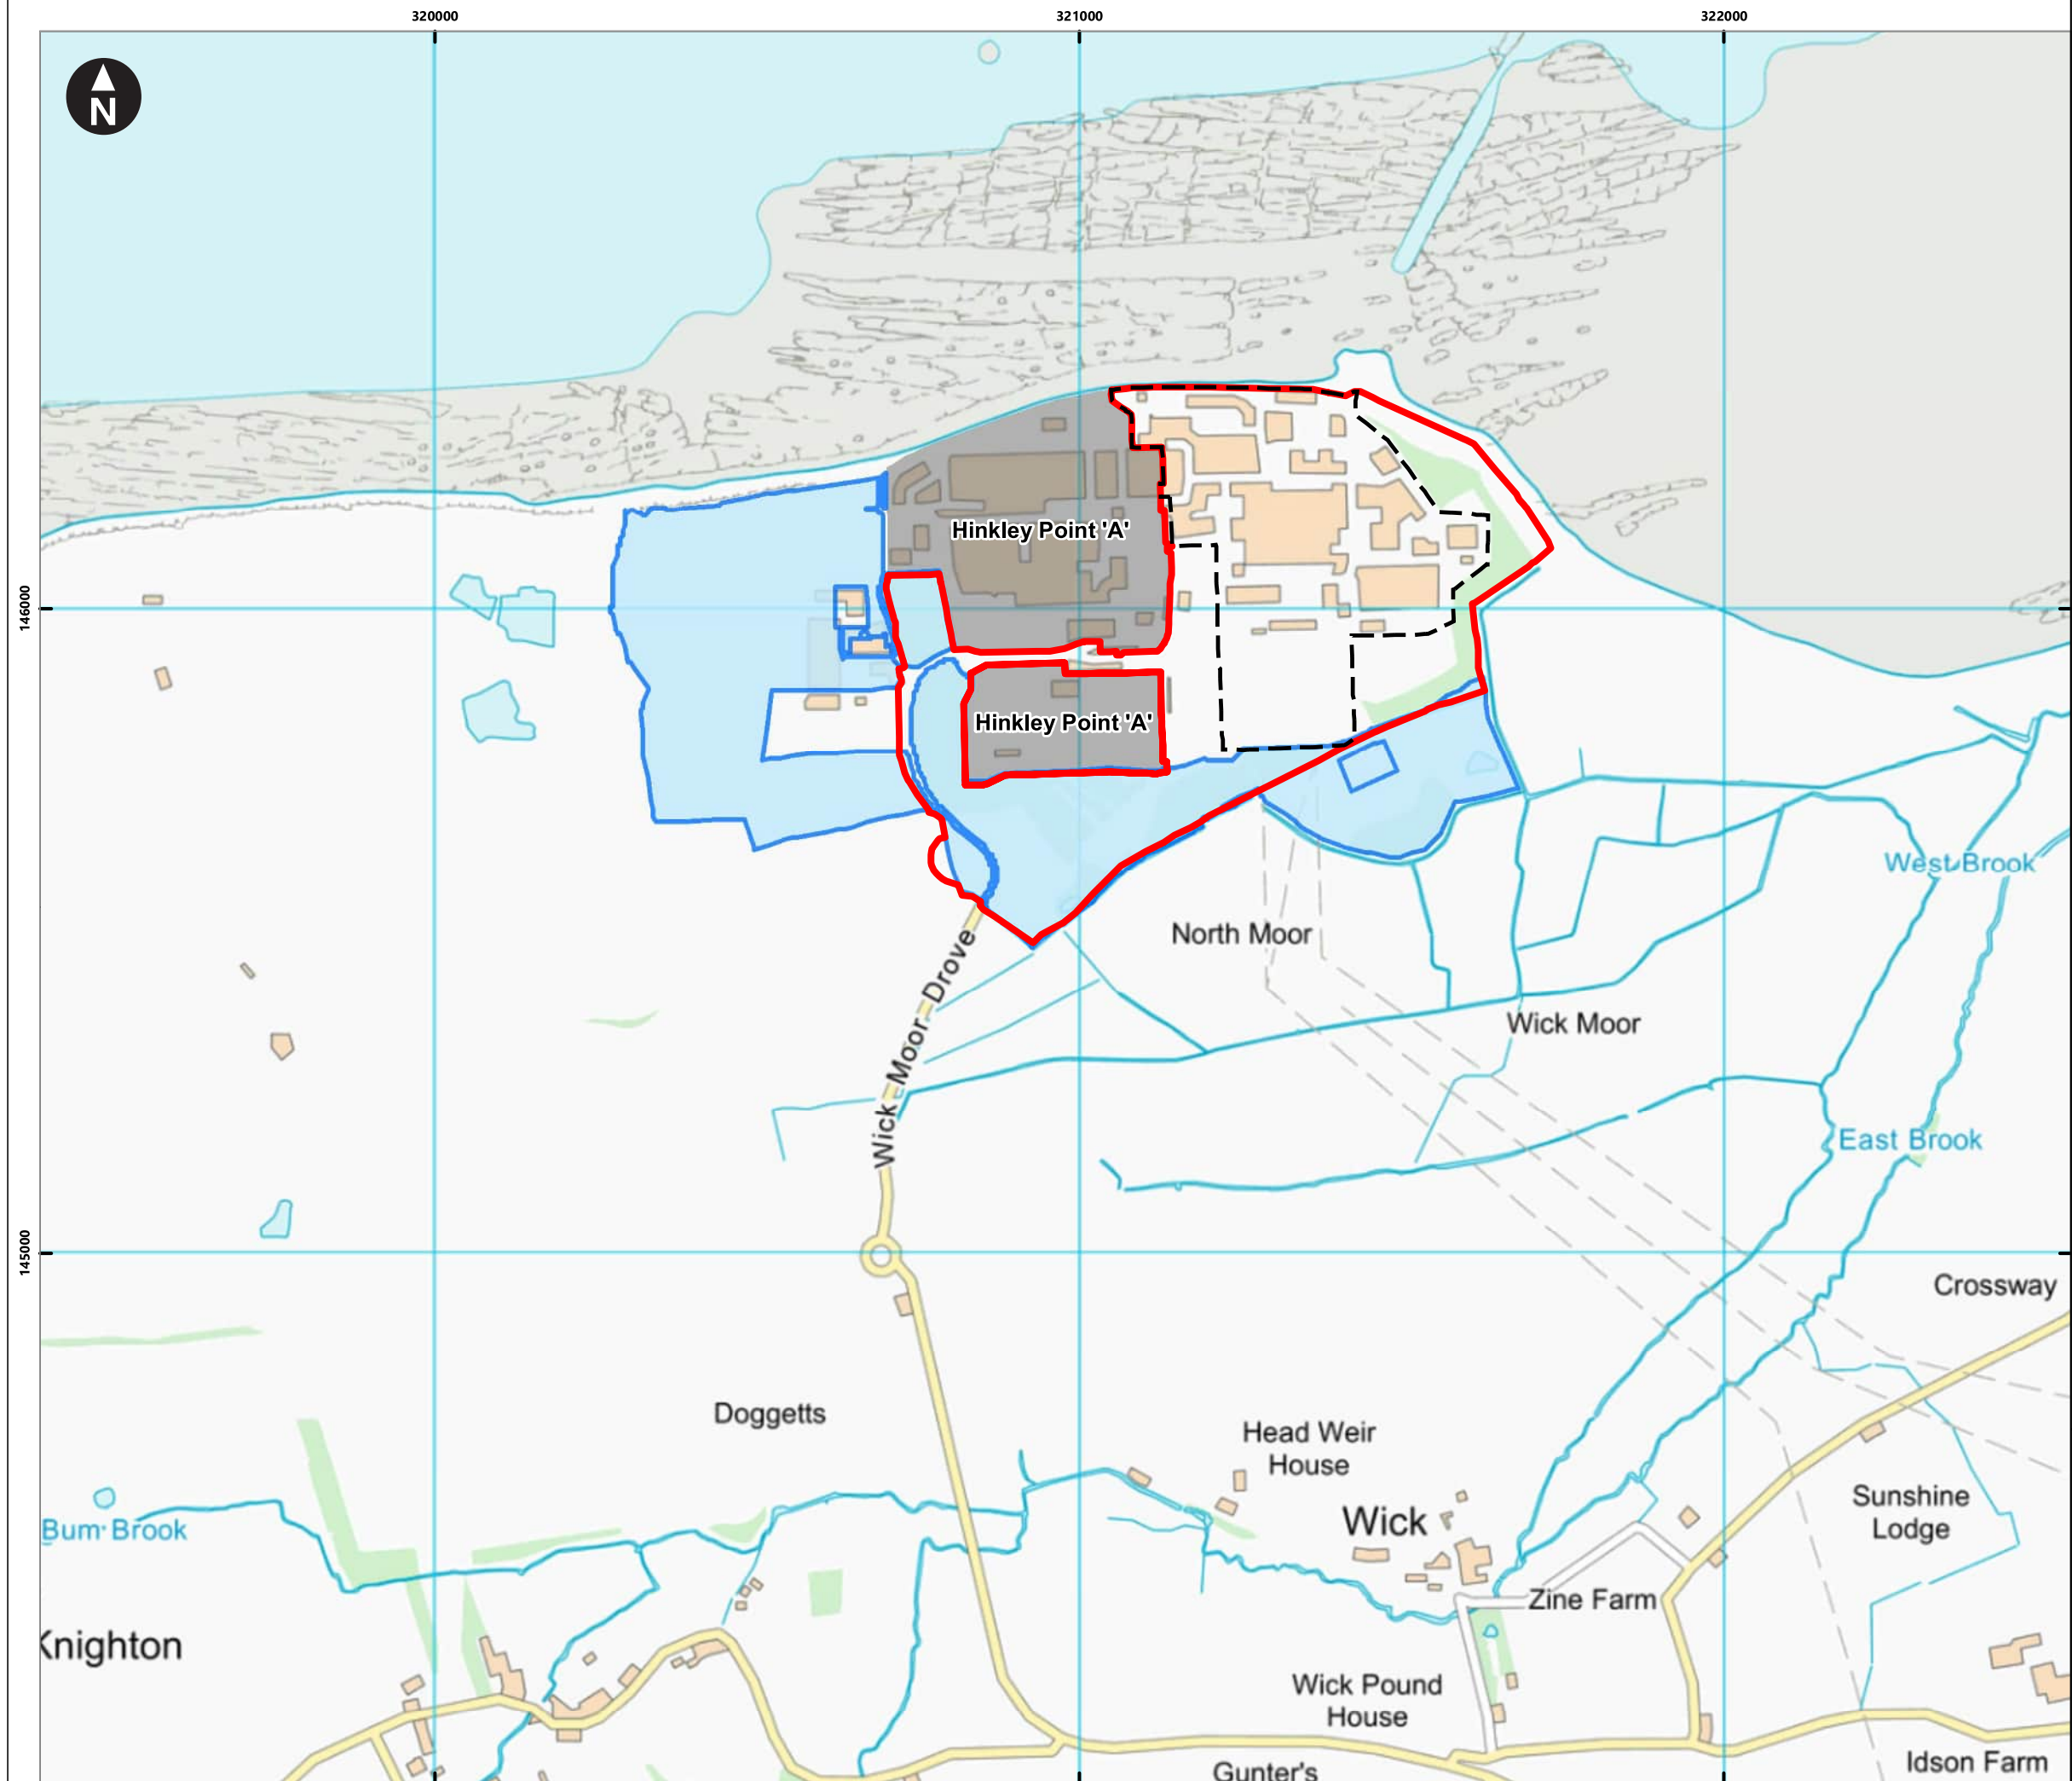 320000
321000
322000
N
146000
145000
Hinkley Point 'A'
Hinkley Point 'A'
West Brook
North Moor
Wick Moor
Wick Moor Drove
East Brook
Crossway
Doggetts
Head Weir
House
Wick
Sunshine
Lodge
Bum Brook
Zine Farm
Knighton
Wick Pound
House
Gunter's
Idson Farm